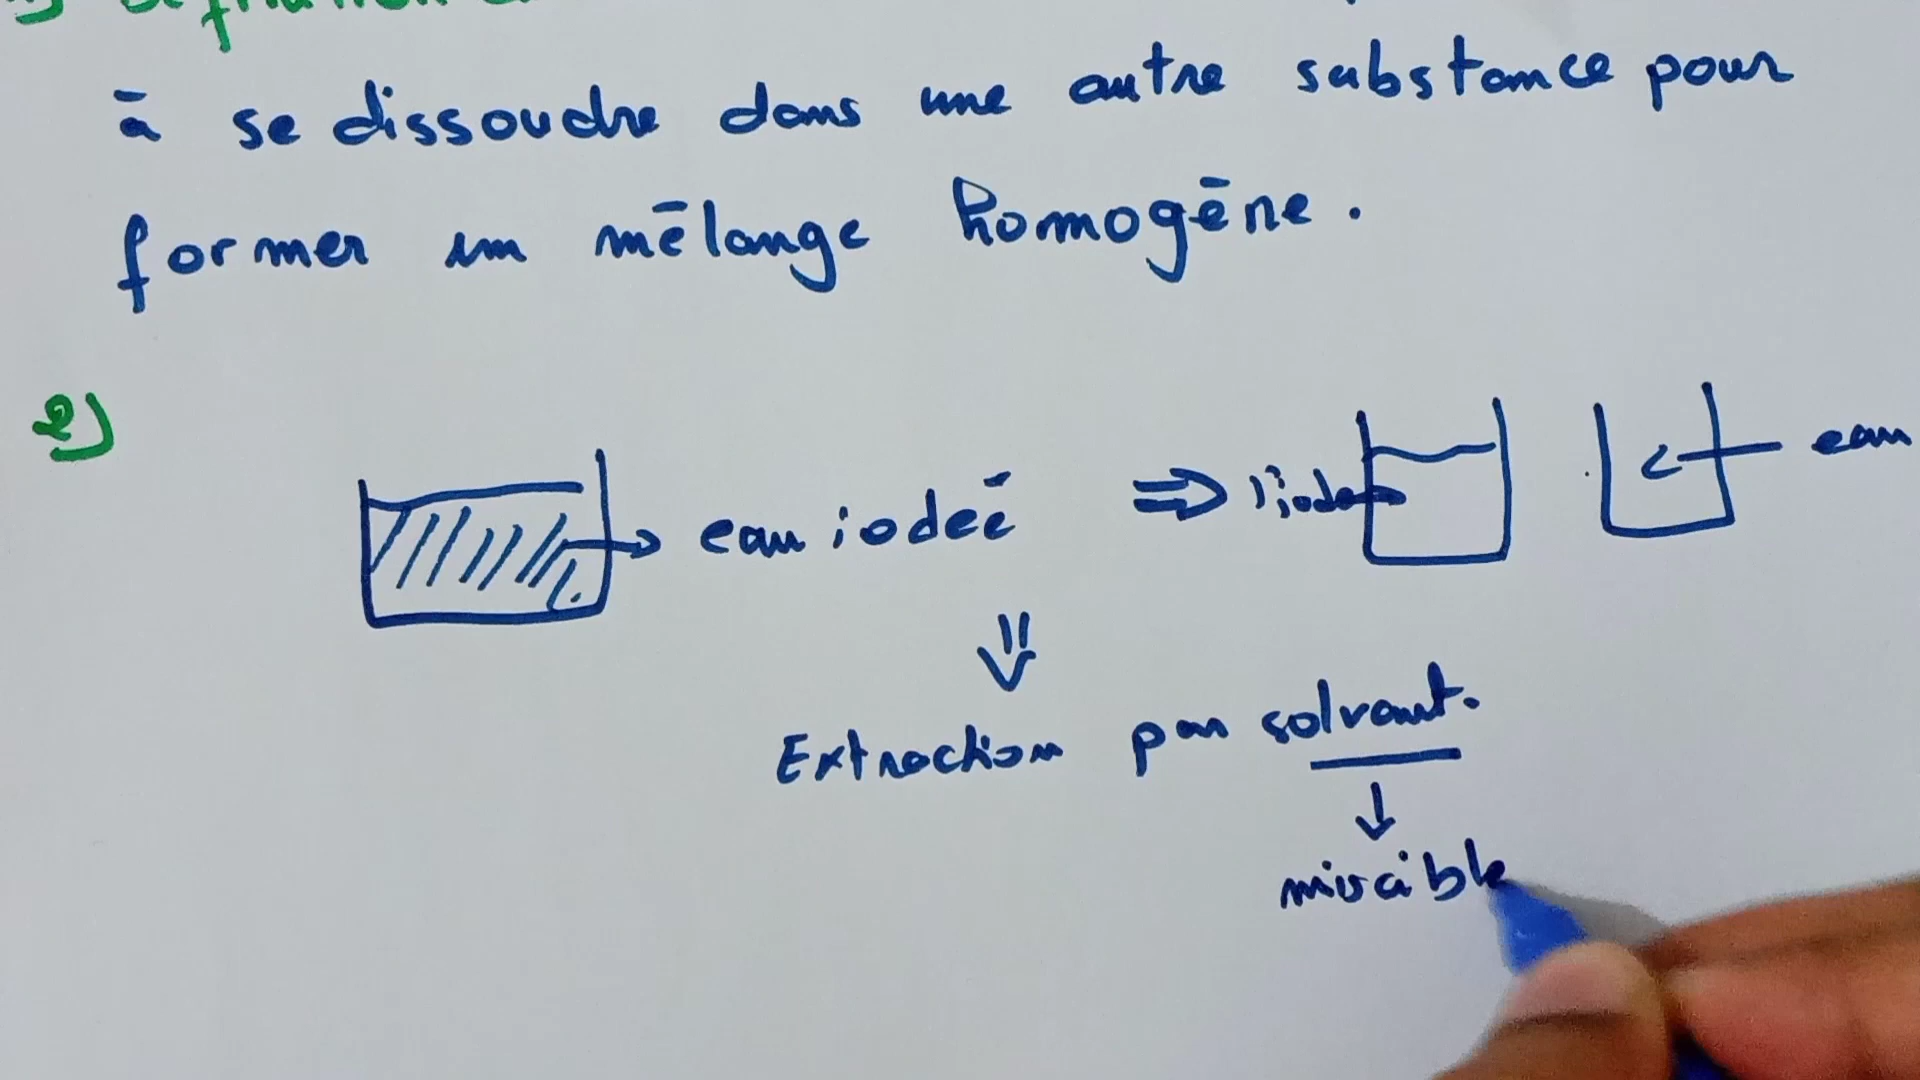 à se dissoudre dans une autre substance pour
former un mélange homogène.
2)
eau iodeé ⇒ l'iode eau
Extraction par solvant.
miscible